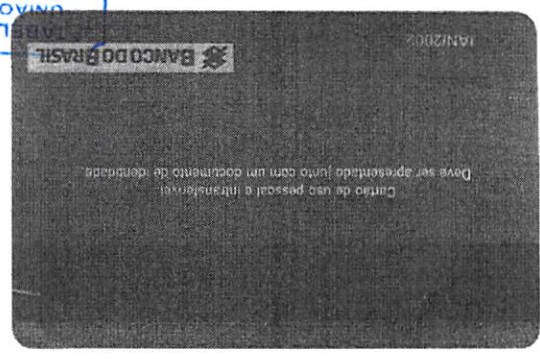 Cartão de uso pessoal e intransferível
Deve ser apresentado junto com um documento de identidade.
JAN/2002
BANCO DO BRASIL